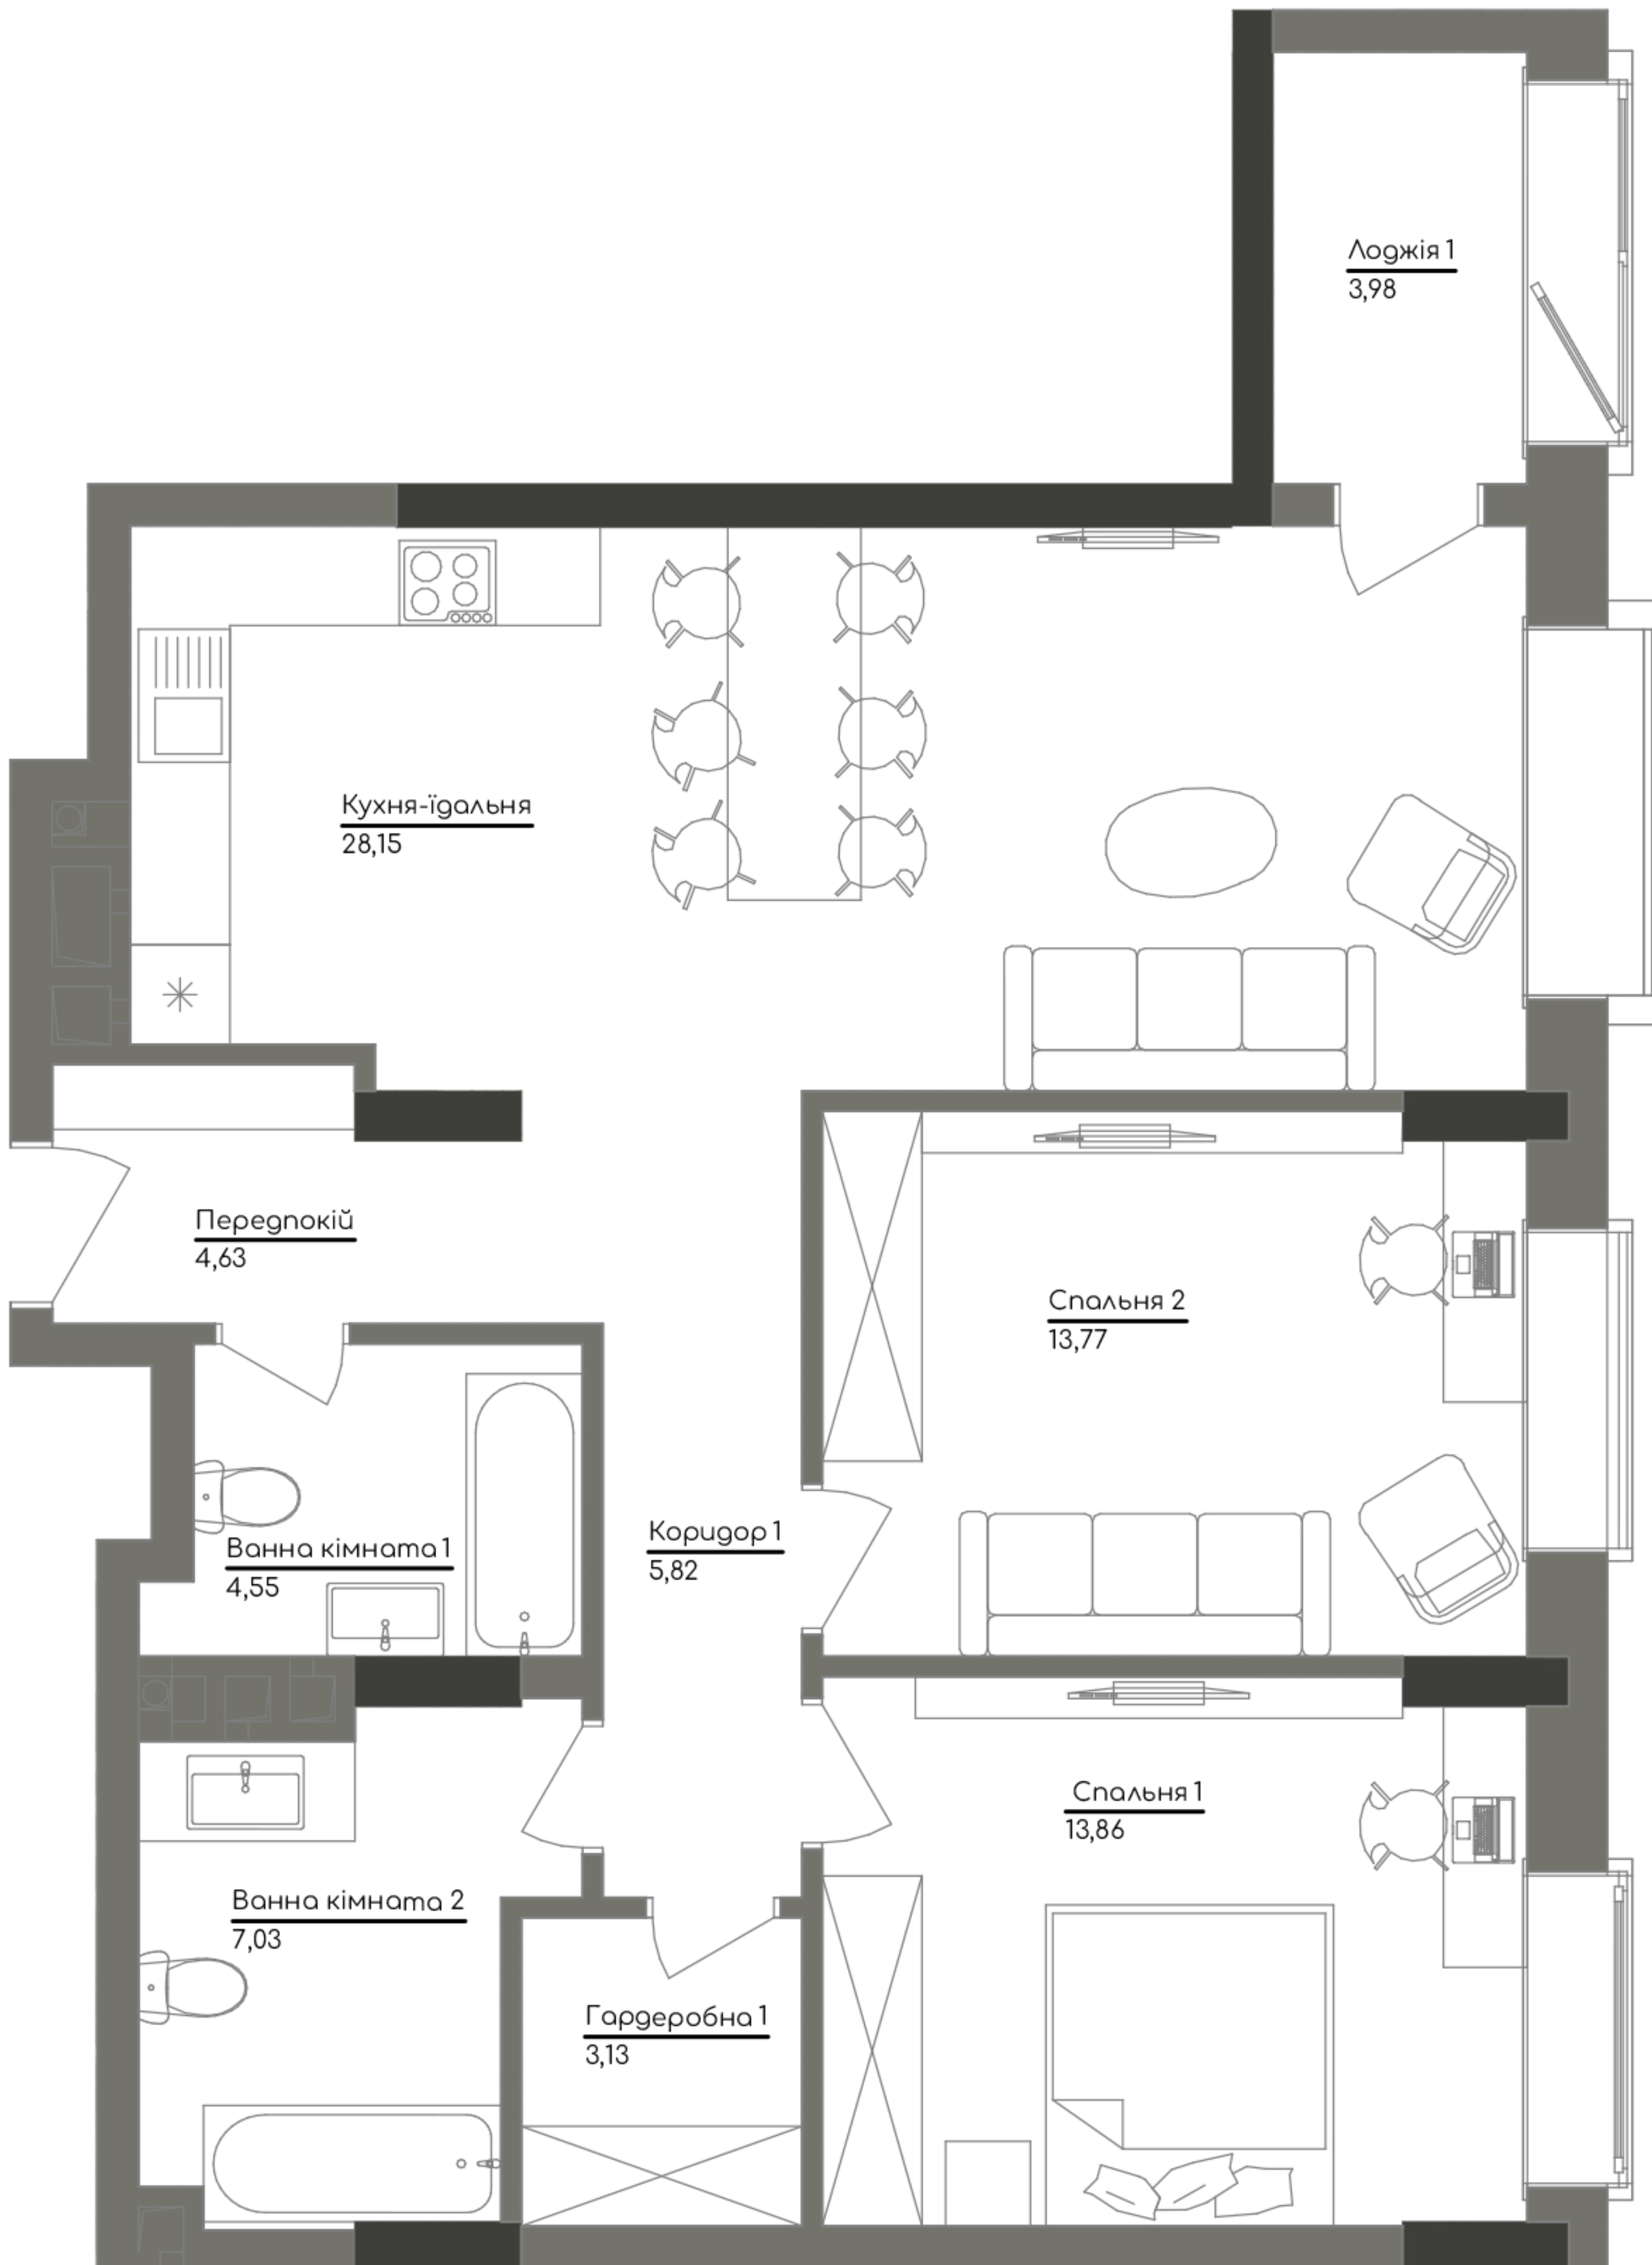 Лоджія 1
3,98
Кухня-їдальня
28,15
Передпокій
4,63
Спальня 2
13,77
Ванна кімната 1
4,55
Коридор 1
5,82
Спальня 1
13,86
Ванна кімната 2
7,03
Гардеробна 1
3,13